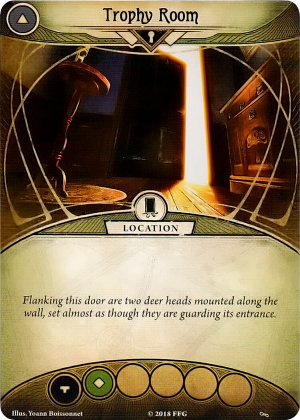 Trophy Room
LOCATION
Flanking this door are two deer heads mounted along the
wall, set almost as though they are guarding its entrance.
Illus. Yoann Boissonnet
© 2018 FFG